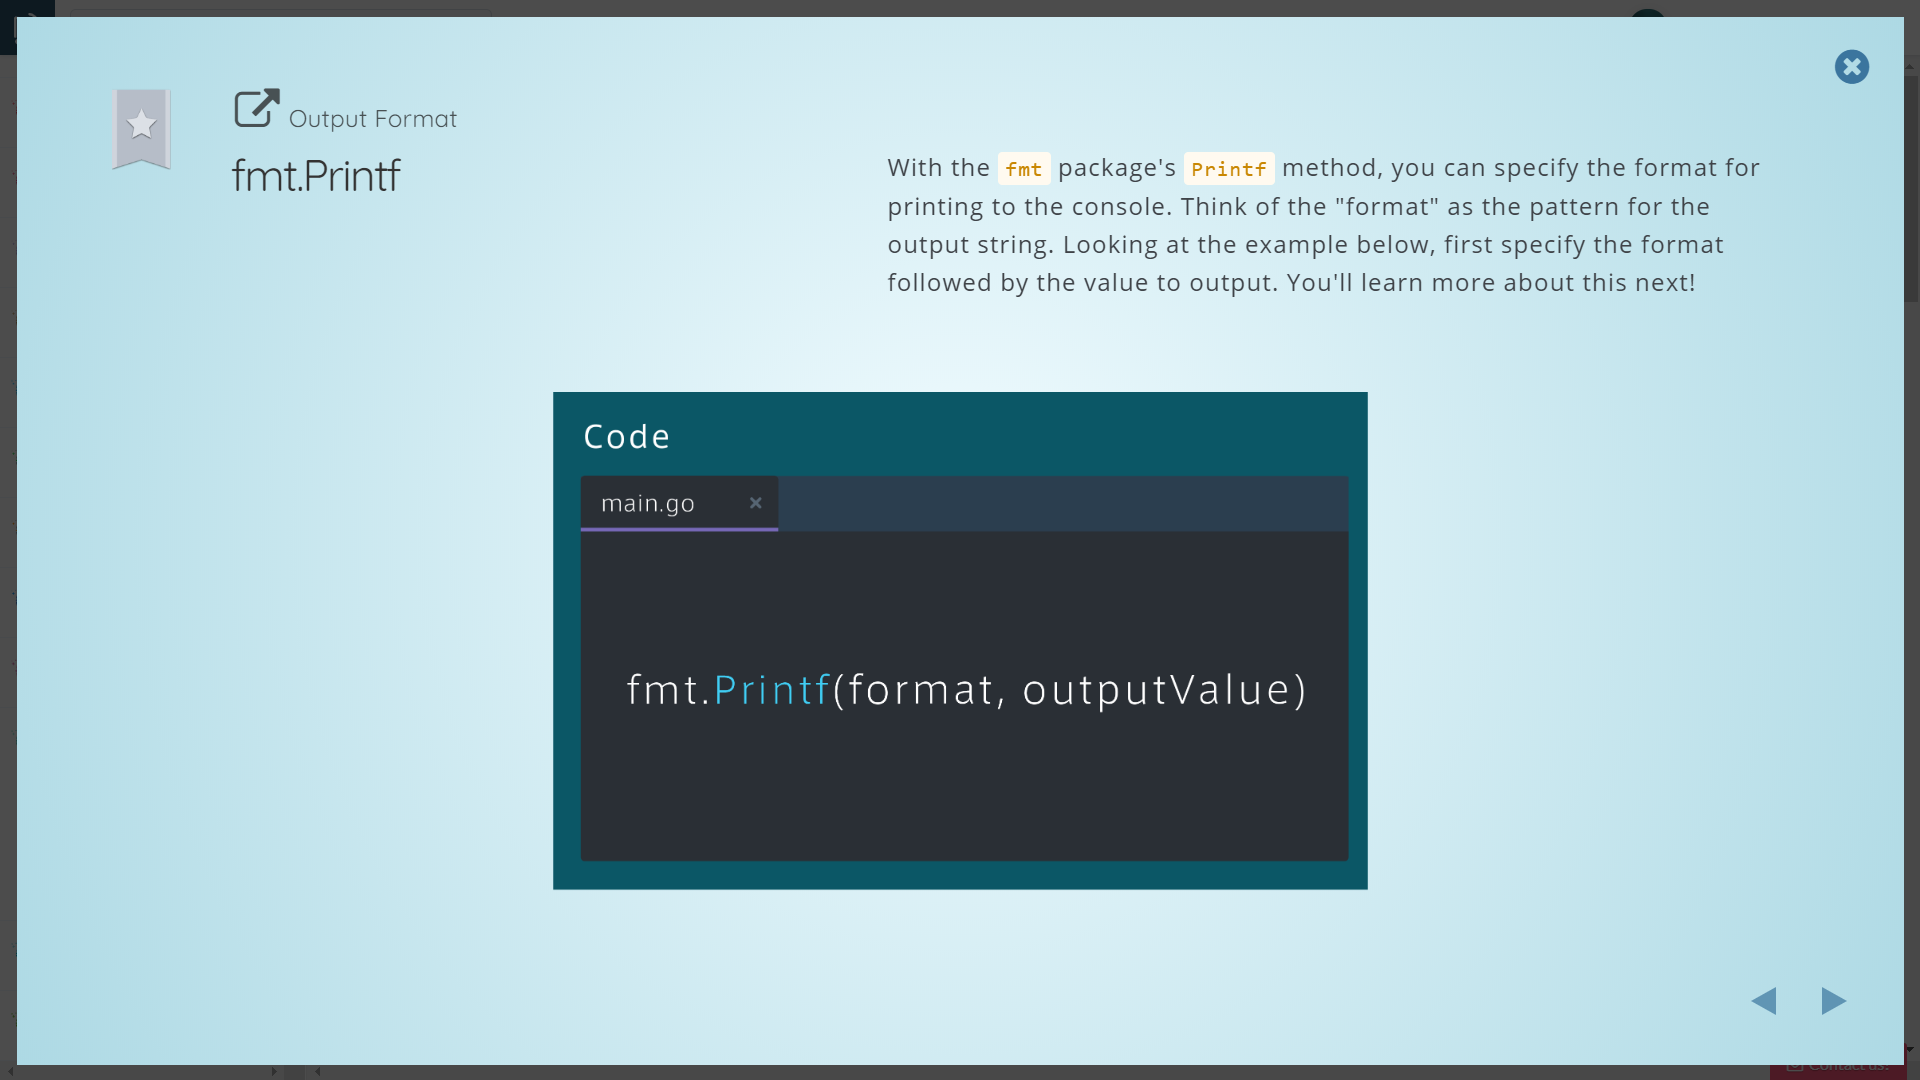 Output Format
fmt.Printf
With the fmt package's Printf method, you can specify the format for
printing to the console. Think of the "format" as the pattern for the
output string. Looking at the example below, first specify the format
followed by the value to output. You'll learn more about this next!
Code
main.go
fmt.Printf(format, outputValue)
Contact us!